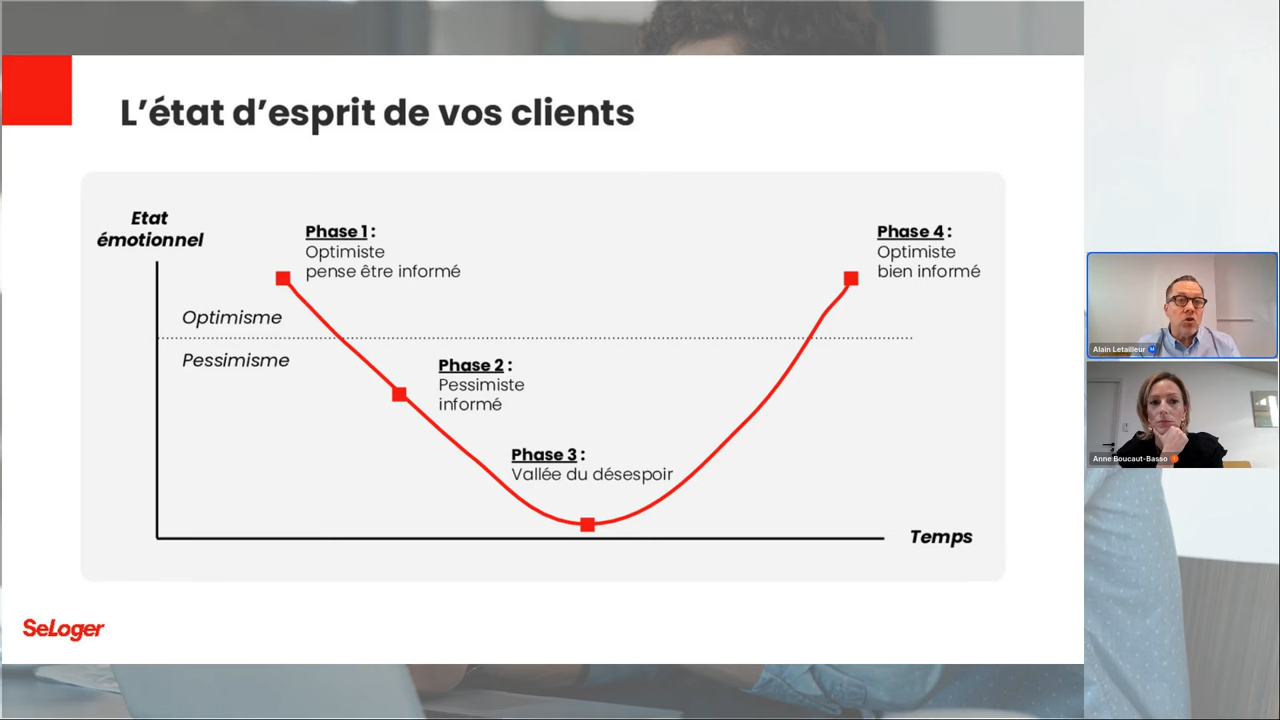 L'état d'esprit de vos clients
Etat
émotionnel
Phase 1 :
Optimiste
pense être informé
Phase 4 :
Optimiste
bien informé
Optimisme
Pessimisme
Phase 2 :
Pessimiste
informé
Phase 3 :
Vallée du désespoir
Temps
SeLoger
Alain Letailleur
Anne Boucaut-Basso